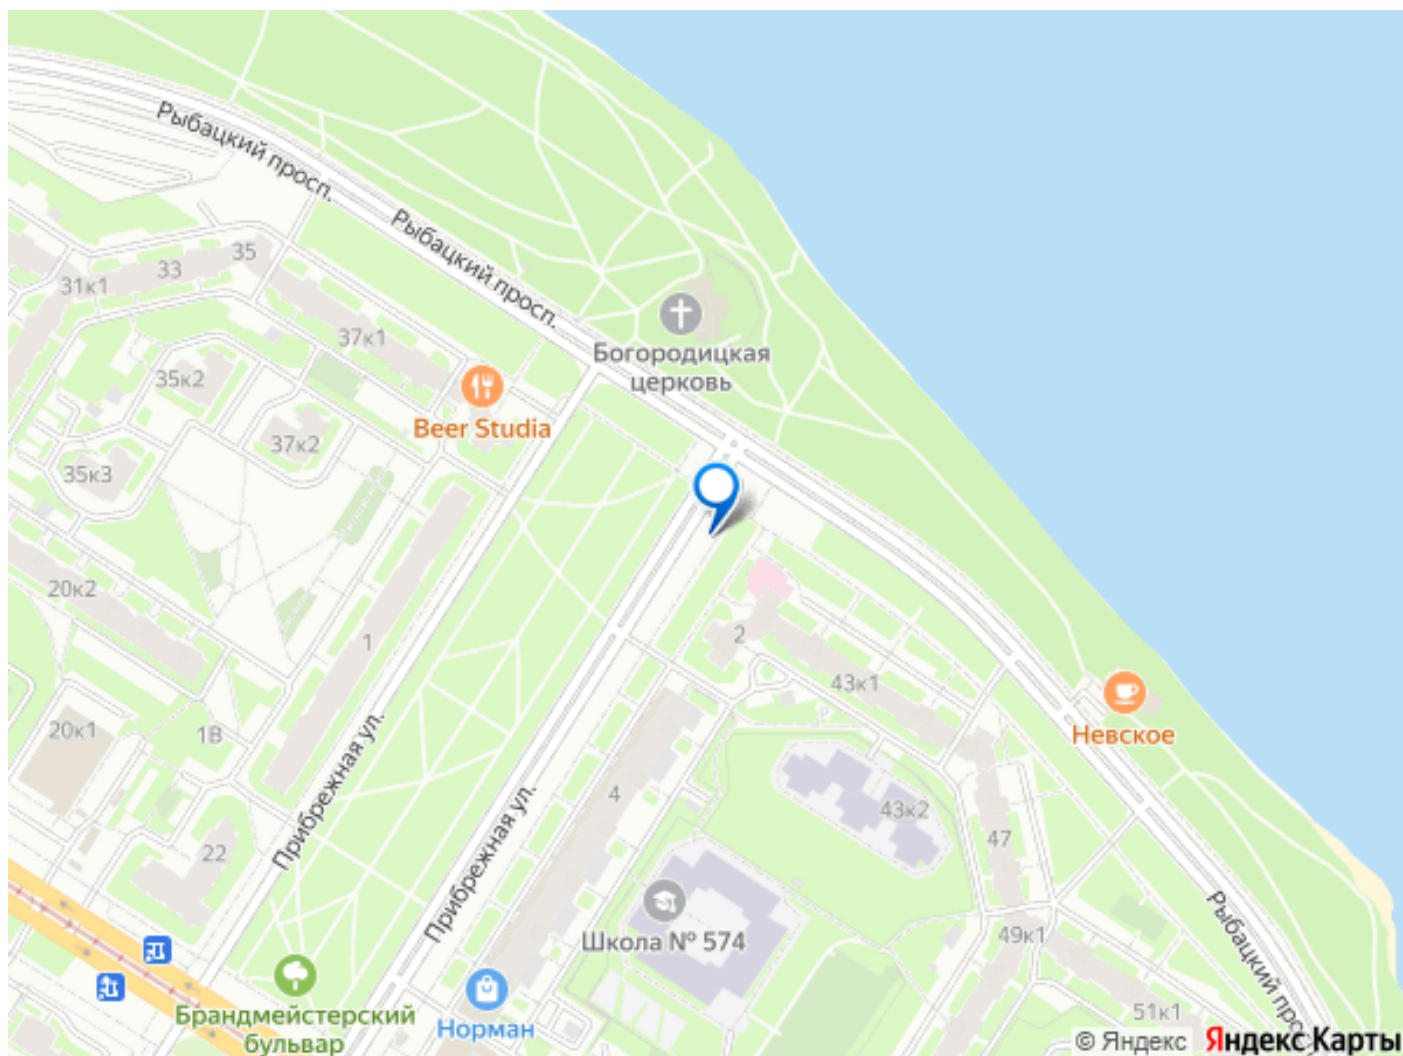 Рыбацкий просп.
Рыбацкий просп.
35
33
31к1
37к1
Богородицкая
церковь
35к2
Beer Studia
37к2
35к3
20к2
1
2
43к1
Невское
20к1
1В
Прибрежная ул.
4
43к2
47
22
Прибрежная ул.
Школа № 574
49к1
Рыбацкий прос
Брандмейстерский
бульвар
Норман
51к1
© Яндекс Яндекс Карты